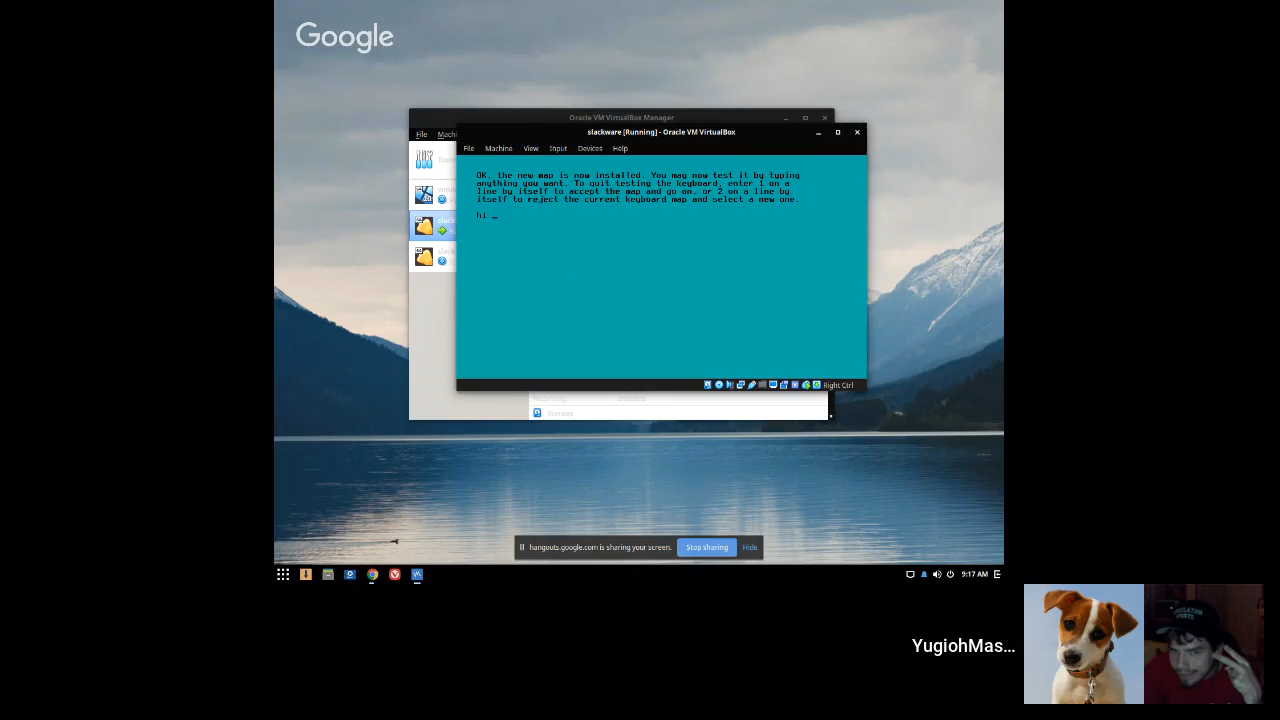 Google
Oracle VM VirtualBox Manager
File Machi
slackware [Running] - Oracle VM VirtualBox
File Machine View Input Devices Help
Tools
OK, the new map is now installed. You may now test it by typing
anything you want. To quit testing the keyboard, enter 1 on a
line by itself to accept the map and go on, or 2 on a line by
itself to reject the current keyboard map and select a new one.
hi _
Right Ctrl
Storage
hangouts.google.com is sharing your screen. Stop sharing Hide
9:17 AM
YugiohMas...